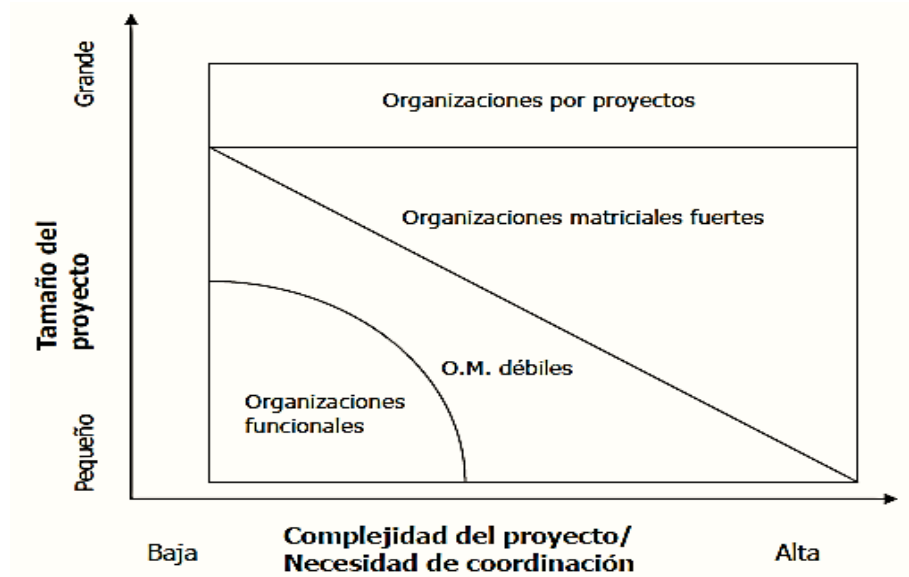 Grande
Organizaciones por proyectos
Organizaciones matriciales fuertes
Tamaño del
proyecto
O.M. débiles
Organizaciones
funcionales
Pequeño
Baja
Complejidad del proyecto/
Necesidad de coordinación
Alta